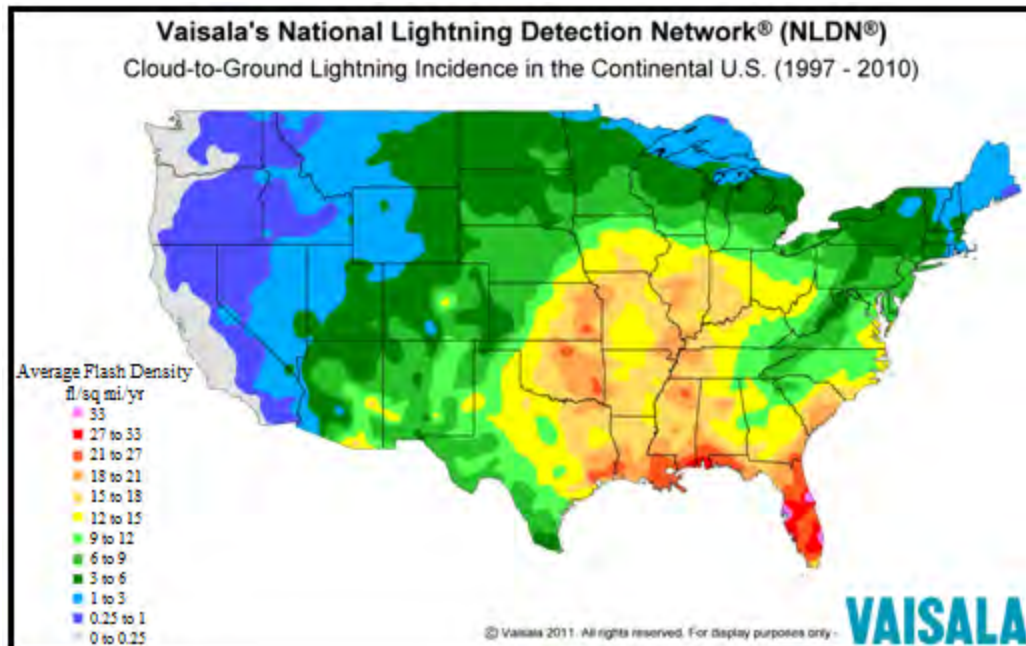 Vaisala's National Lightning Detection Network® (NLDN®)
Cloud-to-Ground Lightning Incidence in the Continental U.S. (1997 - 2010)
Average Flash Density
fl/sq mi/yr
33
27 to 33
21 to 27
18 to 21
15 to 18
12 to 15
9 to 12
6 to 9
3 to 6
1 to 3
0.25 to 1
0 to 0.25
© Vaisala 2011. All rights reserved. For display purposes only -
VAISALA